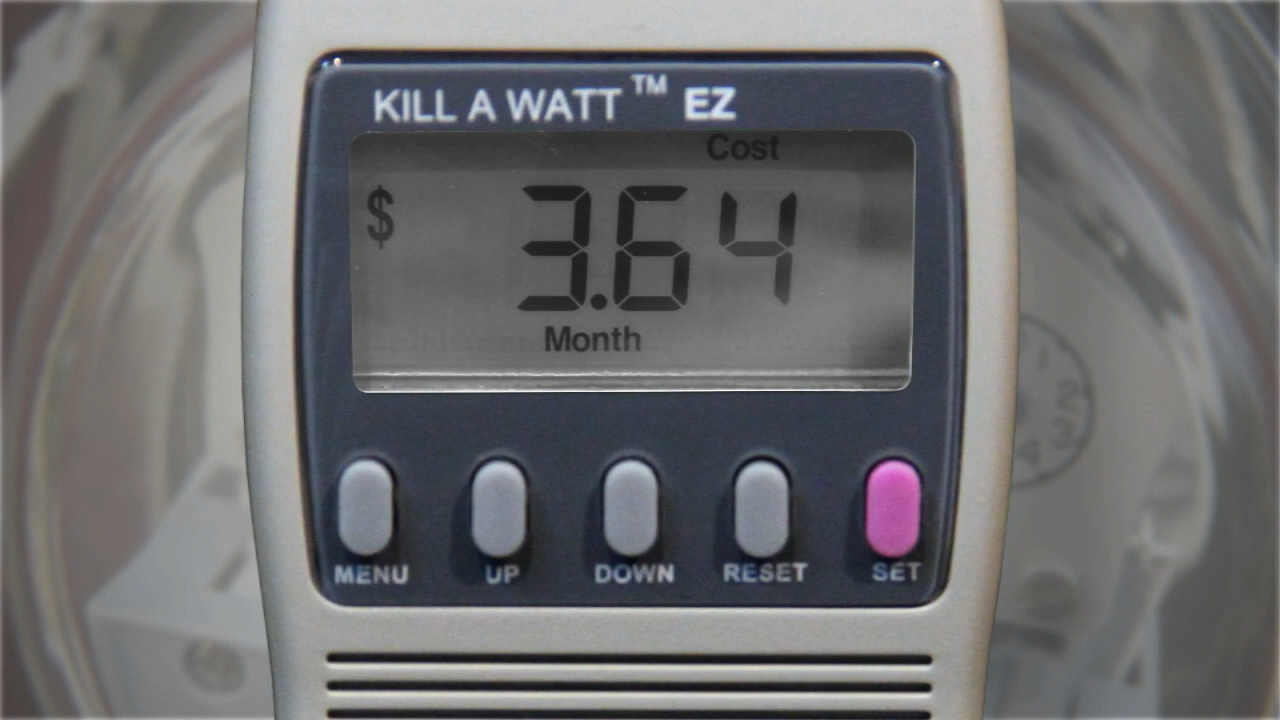 KILL A WATT™ EZ
Cost
$ 3.64
Month
MENU UP DOWN RESET SET